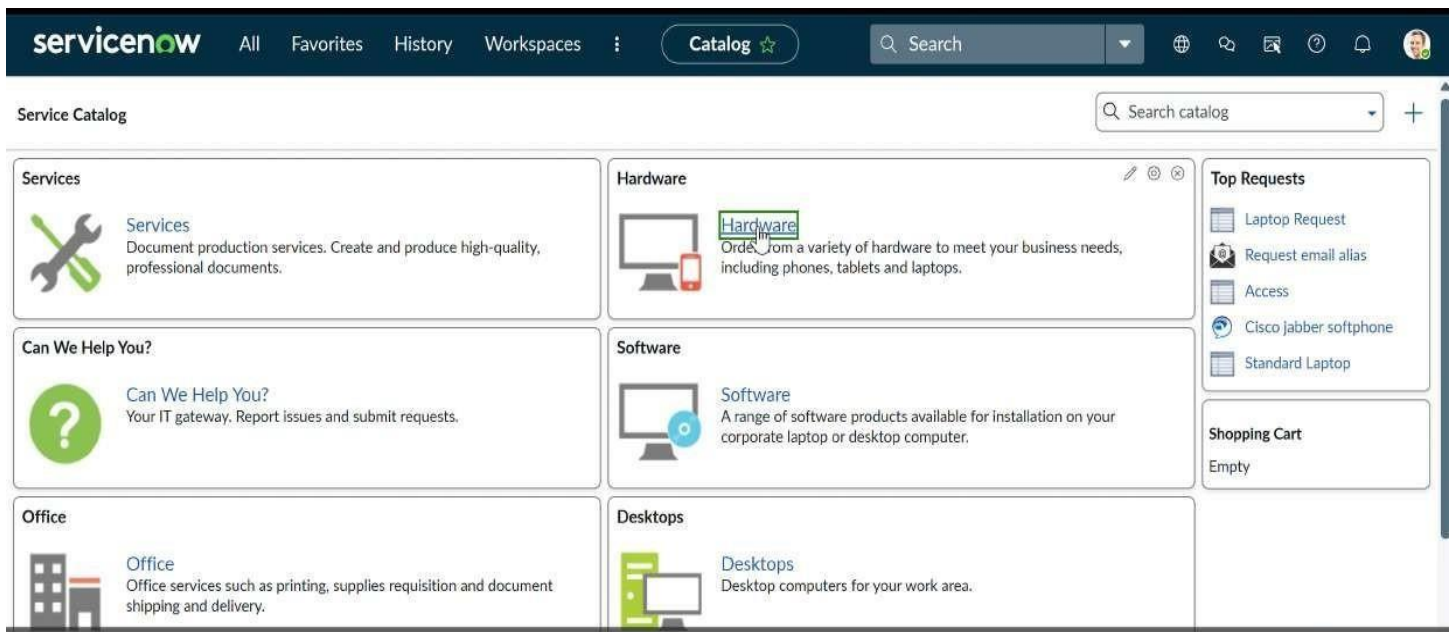 servicenow All Favorites History Workspaces Catalog Search
Service Catalog Search catalog
Services
Services
Document production services. Create and produce high-quality,
professional documents.
Hardware
Hardware
Order from a variety of hardware to meet your business needs,
including phones, tablets and laptops.
Top Requests
Laptop Request
Request email alias
Access
Cisco jabber softphone
Standard Laptop
Can We Help You?
Can We Help You?
Your IT gateway. Report issues and submit requests.
Software
Software
A range of software products available for installation on your
corporate laptop or desktop computer.
Shopping Cart
Empty
Office
Office
Office services such as printing, supplies requisition and document
shipping and delivery.
Desktops
Desktops
Desktop computers for your work area.